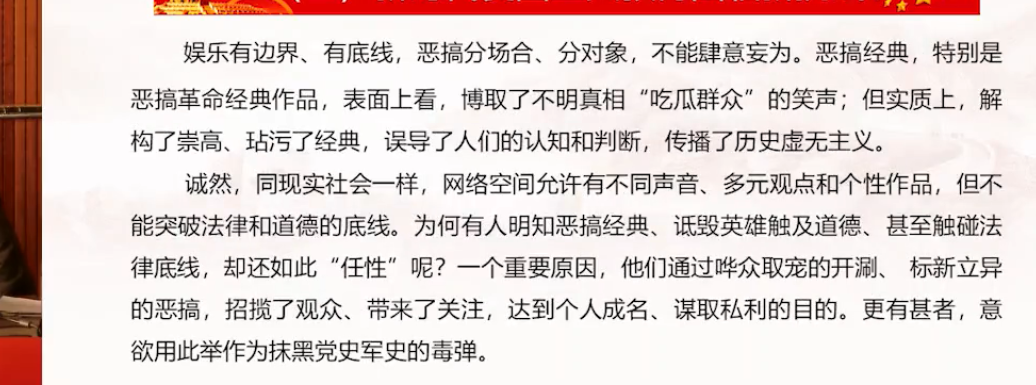 娱乐有边界、有底线，恶搞分场合、分对象，不能肆意妄为。恶搞经典，特别是
恶搞革命经典作品，表面上看，博取了不明真相“吃瓜群众”的笑声；但实质上，解
构了崇高、玷污了经典，误导了人们的认知和判断，传播了历史虚无主义。
诚然，同现实社会一样，网络空间允许有不同声音、多元观点和个性作品，但不
能突破法律和道德的底线。为何有人明知恶搞经典、诋毁英雄触及道德、甚至触碰法
律底线，却还如此“任性”呢？一个重要原因，他们通过哗众取宠的开涮、 标新立异
的恶搞，招揽了观众、带来了关注，达到个人成名、谋取私利的目的。更有甚者，意
欲用此举作为抹黑党史军史的毒弹。